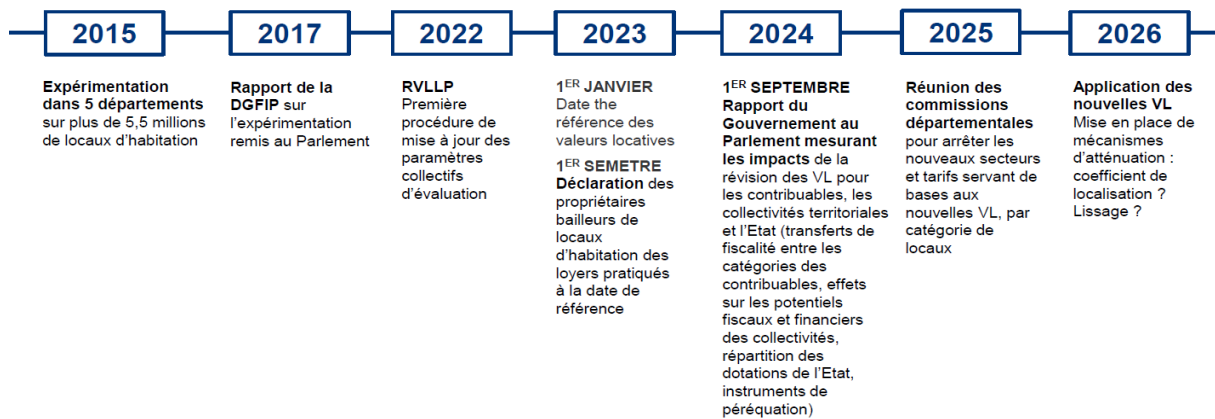 2015
2017
2022
2023
2024
2025
2026
Expérimentation
dans 5 départements
sur plus de 5,5 millions
de locaux d'habitation
Rapport de la
DGFIP sur
l'expérimentation
remis au Parlement
RVLLP
Première
procédure de
mise à jour des
paramètres
collectifs
d'évaluation
1ER JANVIER
Date the
référence des
valeurs locatives
1ER SEMETRE
Déclaration des
propriétaires
bailleurs de
locaux
d'habitation des
loyers pratiqués
à la date de
référence
1ER SEPTEMBRE
Rapport du
Gouvernement au
Parlement mesurant
les impacts de la
révision des VL pour
les contribuables, les
collectivités territoriales
et l'Etat (transferts de
fiscalité entre les
catégories des
contribuables, effets
sur les potentiels
fiscaux et financiers
des collectivités,
répartition des
dotations de l'Etat,
instruments de
péréquation)
Réunion des
commissions
départementales
pour arrêter les
nouveaux secteurs
et tarifs servant de
bases aux
nouvelles VL, par
catégorie de
locaux
Application des
nouvelles VL
Mise en place de
mécanismes
d'atténuation :
coefficient de
localisation ?
Lissage ?